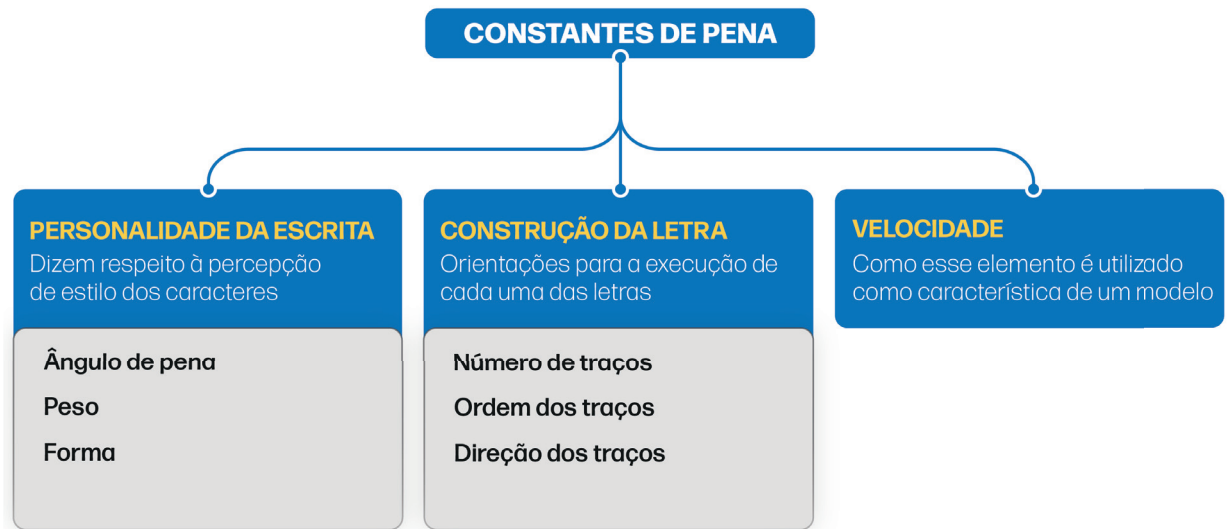 CONSTANTES DE PENA
PERSONALIDADE DA ESCRITA
Dizem respeito à percepção
de estilo dos caracteres
Ângulo de pena
Peso
Forma
CONSTRUÇÃO DA LETRA
Orientações para a execução de
cada uma das letras
Número de traços
Ordem dos traços
Direção dos traços
VELOCIDADE
Como esse elemento é utilizado
como característica de um modelo